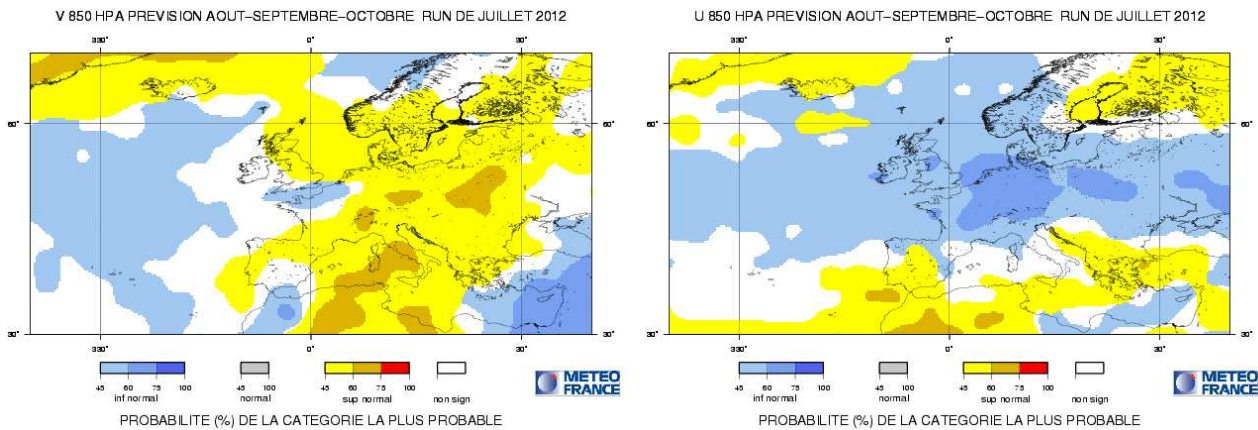 V 850 HPA PREVISION AOUT–SEPTEMBRE–OCTOBRE RUN DE JUILLET 2012
330° 0° 30°
60°
30°
330° 0° 30°
45 60 75 100
inf normal
45 100
normal
45 60 75 100
sup normal
non sign
METEO
FRANCE
PROBABILITE (%) DE LA CATEGORIE LA PLUS PROBABLE
U 850 HPA PREVISION AOUT–SEPTEMBRE–OCTOBRE RUN DE JUILLET 2012
330° 0° 30°
60°
30°
330° 0° 30°
45 60 75 100
inf normal
45 100
normal
45 60 75 100
sup normal
non sign
METEO
FRANCE
PROBABILITE (%) DE LA CATEGORIE LA PLUS PROBABLE